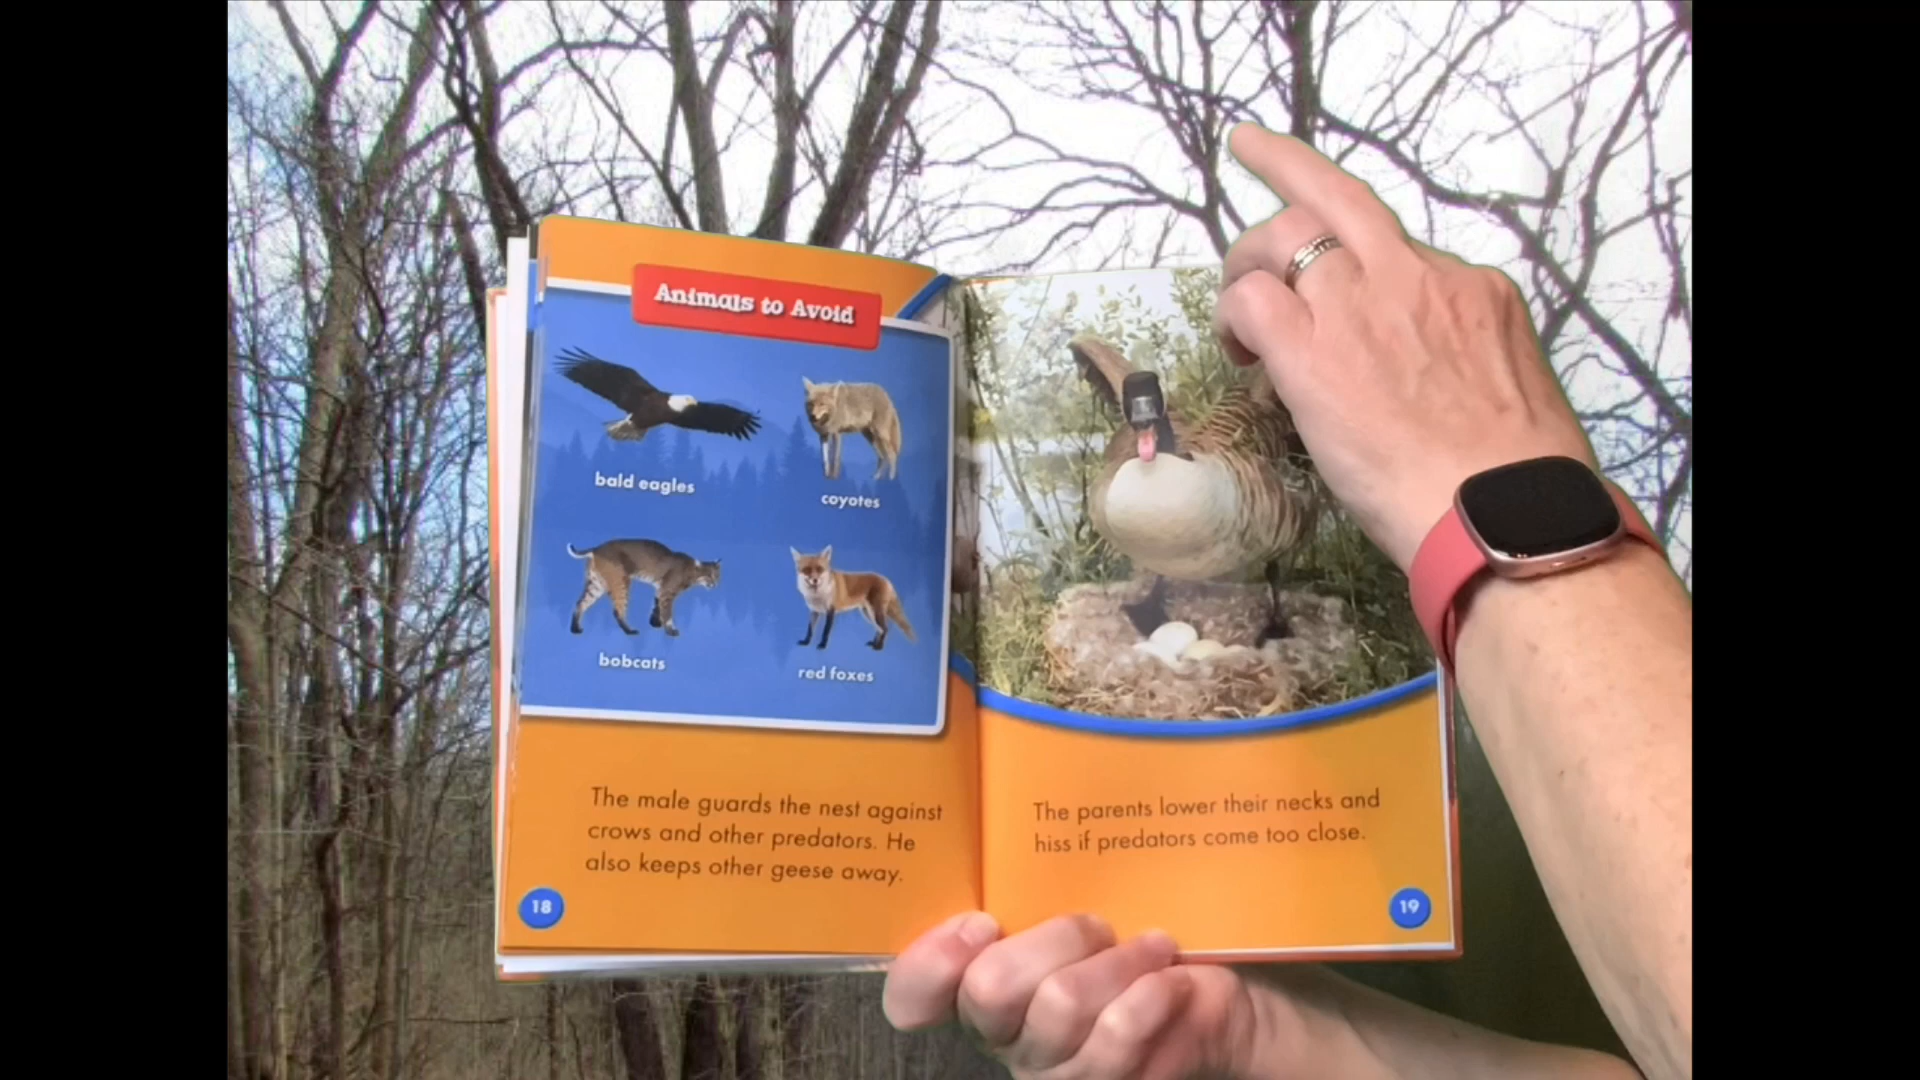 Animals to Avoid
bald eagles
coyotes
bobcats
red foxes
The male guards the nest against
crows and other predators. He
also keeps other geese away.
18
The parents lower their necks and
hiss if predators come too close.
19